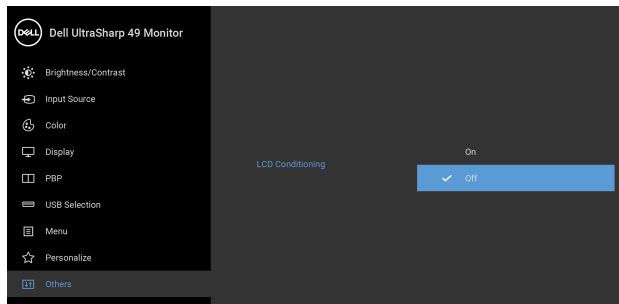 DELL Dell UltraSharp 49 Monitor
Brightness/Contrast
Input Source
Color
Display
PBP
USB Selection
Menu
Personalize
Others
LCD Conditioning
On
Off